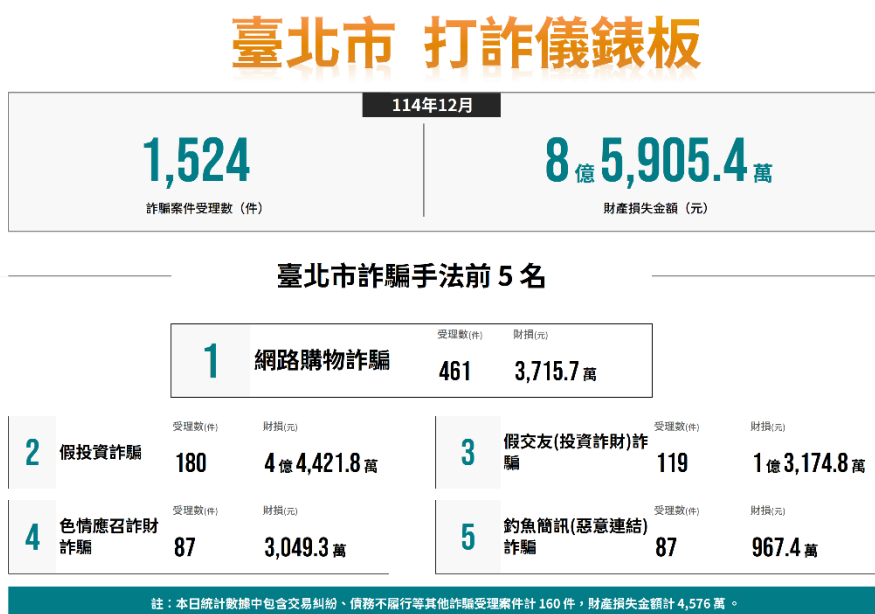 臺北市 打詐儀錶板
114年12月
1,524
詐騙案件受理數（件）
8億5,905.4萬
財產損失金額（元）
臺北市詐騙手法前 5 名
1
網路購物詐騙
受理數(件)
461
財損(元)
3,715.7萬
2
假投資詐騙
受理數(件)
180
財損(元)
4億4,421.8萬
3
假交友(投資詐財)詐
騙
受理數(件)
119
財損(元)
1億3,174.8萬
4
色情應召詐財
詐騙
受理數(件)
87
財損(元)
3,049.3萬
5
釣魚簡訊(惡意連結)
詐騙
受理數(件)
87
財損(元)
967.4萬
註：本日統計數據中包含交易糾紛、債務不履行等其他詐騙受理案件計 160 件，財產損失金額計 4,576 萬 。